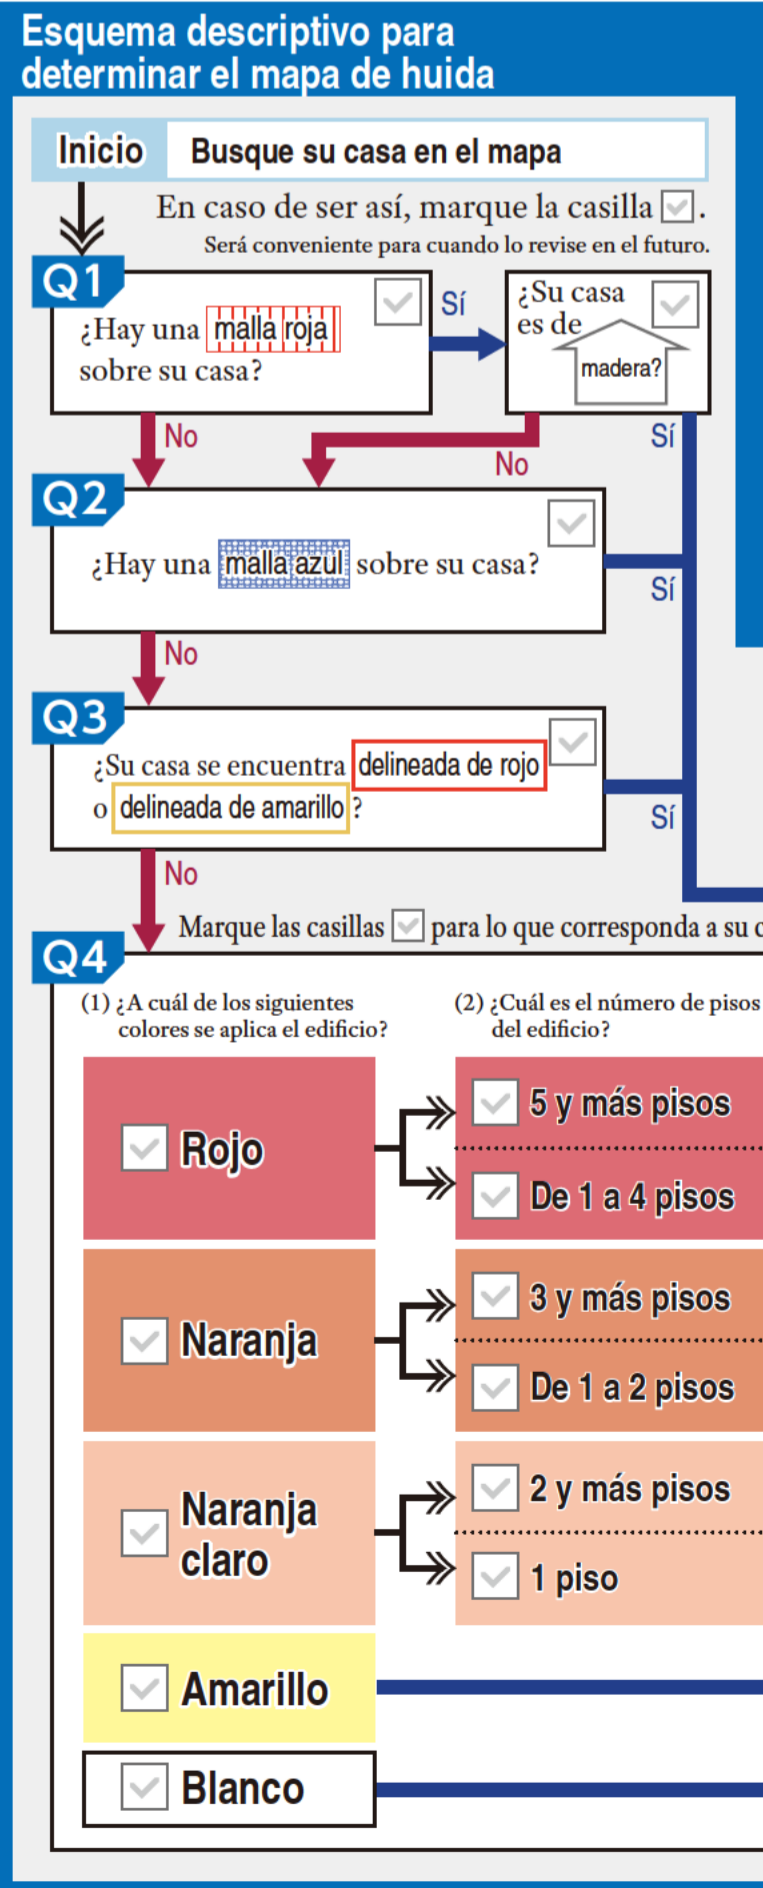 Esquema descriptivo para
determinar el mapa de huida
Inicio
Busque su casa en el mapa
En caso de ser así, marque la casilla
.
Será conveniente para cuando lo revise en el futuro.
Q1
¿Hay una malla roja
sobre su casa?
Sí
¿Su casa
es de
madera?
No
No
Sí
Q2
¿Hay una malla azul sobre su casa?
Sí
No
Q3
¿Su casa se encuentra delineada de rojo
o delineada de amarillo ?
Sí
No
Marque las casillas para lo que corresponda a su
Q4
(1) ¿A cuál de los siguientes
colores se aplica el edificio?
(2) ¿Cuál es el número de pisos
del edificio?
Rojo
5 y más pisos
De 1 a 4 pisos
Naranja
3 y más pisos
De 1 a 2 pisos
Naranja
claro
2 y más pisos
1 piso
Amarillo
Blanco